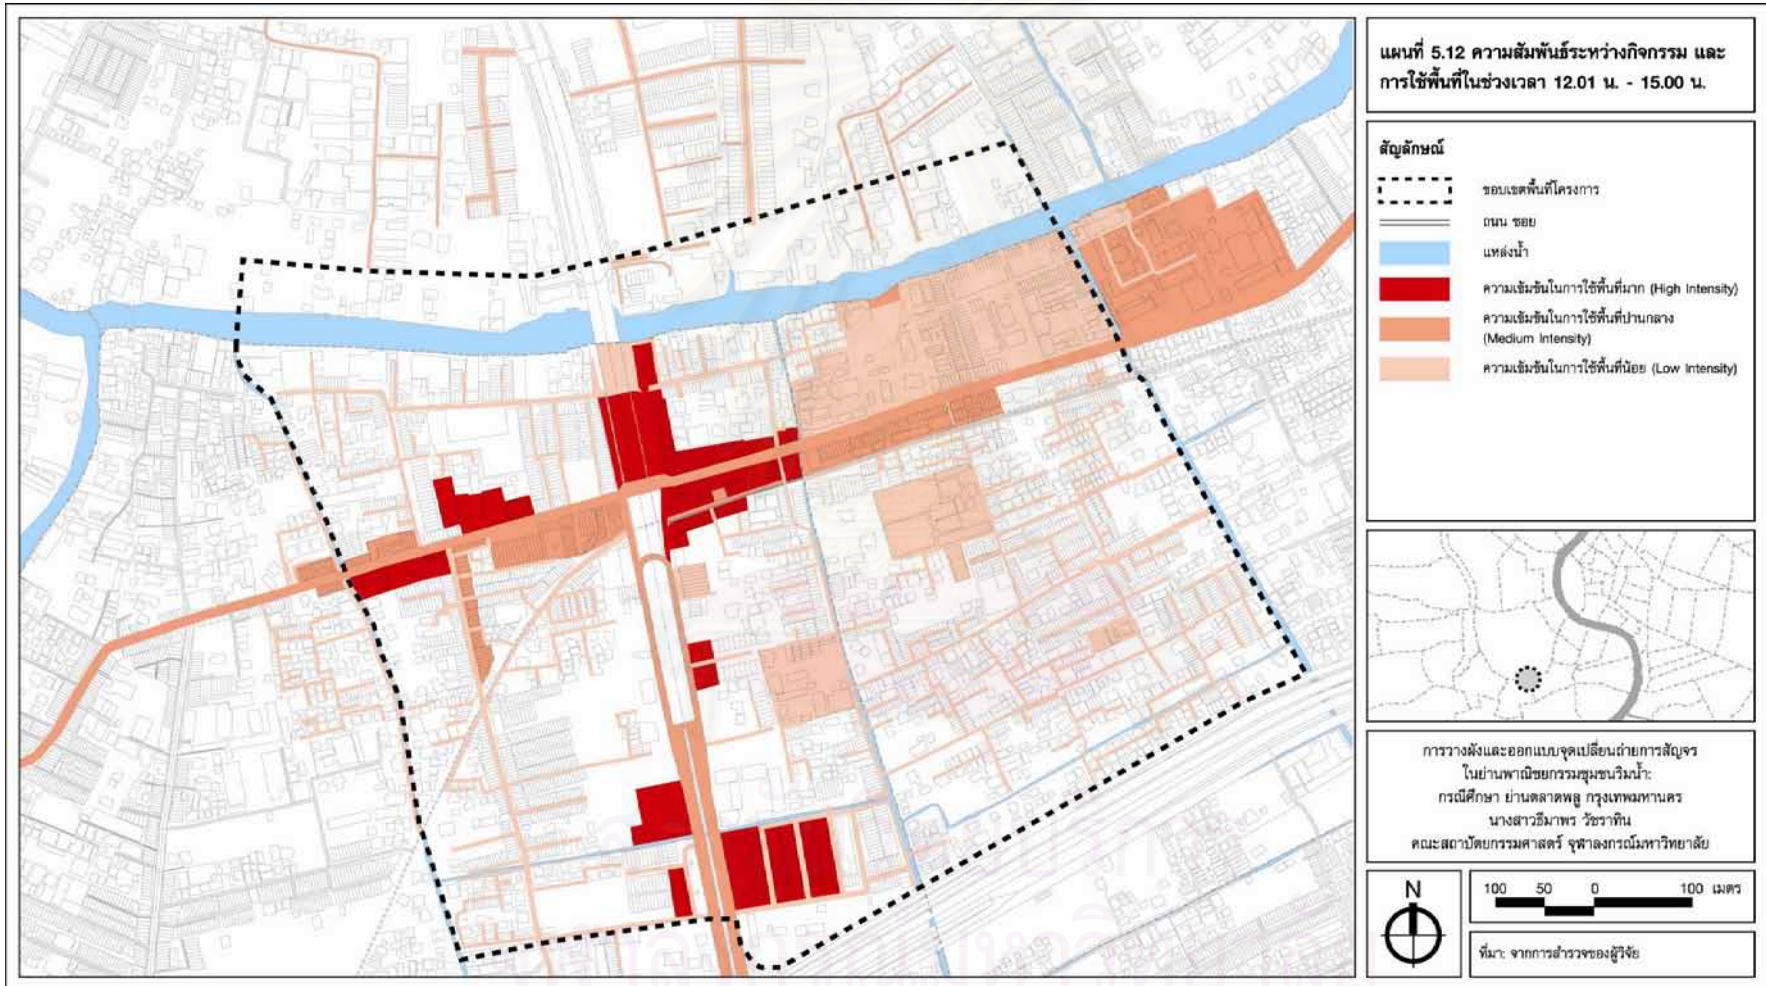 แผนที่ 5.12 ความสัมพันธ์ระหว่างกิจกรรม และ
การใช้พื้นที่ในช่วงเวลา 12.01 น. - 15.00 น.
สัญลักษณ์
ขอบเขตพื้นที่โครงการ
ถนน ซอย
แหล่งน้ำ
ความเข้มข้นในการใช้พื้นที่มาก (High Intensity)
ความเข้มข้นในการใช้พื้นที่ปานกลาง
(Medium Intensity)
ความเข้มข้นในการใช้พื้นที่น้อย (Low Intensity)
การวางผังและออกแบบจุดเปลี่ยนถ่ายการสัญจร
ในย่านพาณิชยกรรมชุมชนริมน้ำ:
กรณีศึกษา ย่านตลาดพลู กรุงเทพมหานคร
นางสาวธีมาพร วัชราทิน
คณะสถาปัตยกรรมศาสตร์ จุฬาลงกรณ์มหาวิทยาลัย
N
100 50 0 100 เมตร
ที่มา: จากการสำรวจของผู้วิจัย